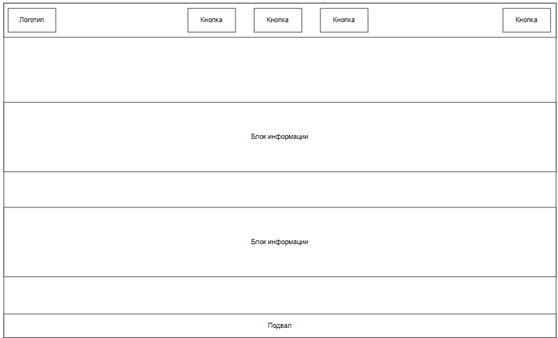 Логотип
Кнопка
Кнопка
Кнопка
Кнопка
Блок информации
Блок информации
Подвал